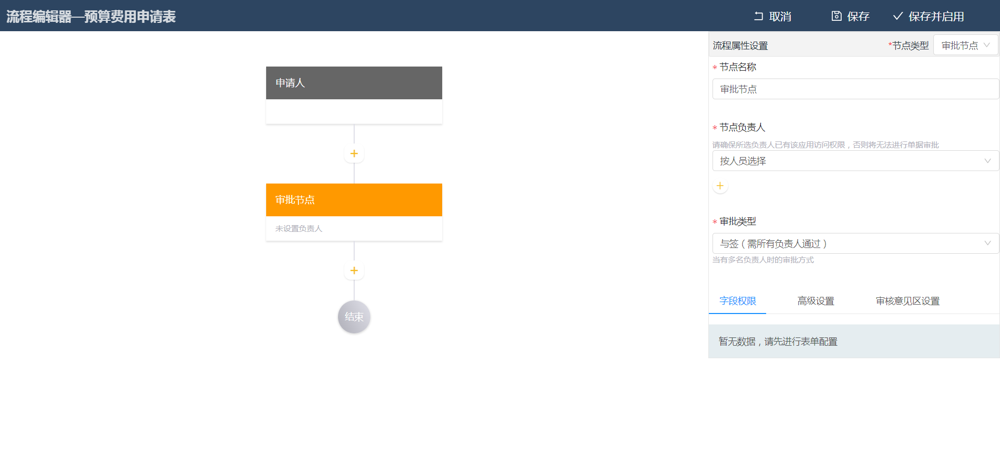 流程编辑器—预算费用申请表
取消
保存
保存并启用
申请人
审批节点
未设置负责人
结束
流程属性设置
*节点类型
审批节点
* 节点名称
审批节点
* 节点负责人
请确保所选负责人已有该应用访问权限，否则将无法进行单据审批
按人员选择
* 审批类型
与签（需所有负责人通过）
当有多名负责人时的审批方式
字段权限
高级设置
审核意见区设置
暂无数据，请先进行表单配置